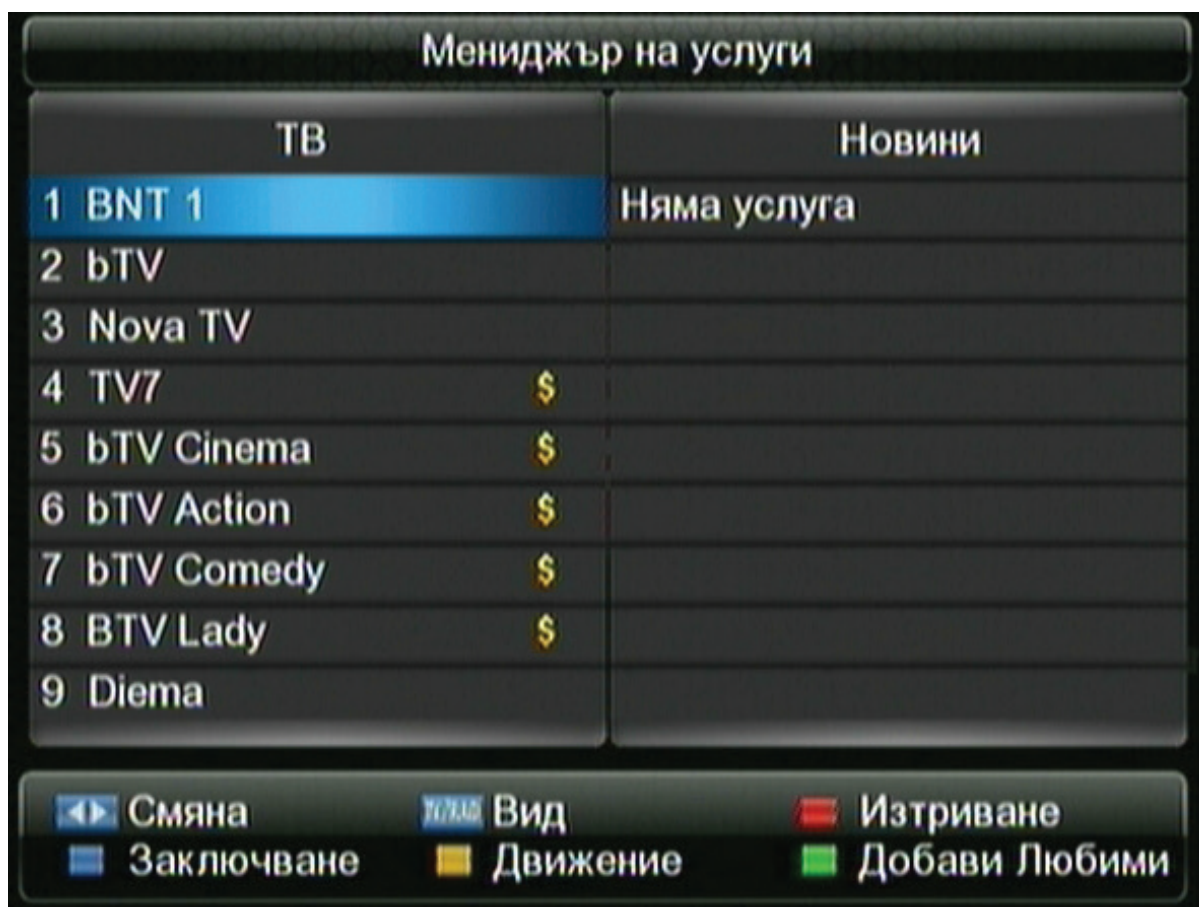 Мениджър на услуги
ТВ
Новини
1 BNT 1
Няма услуга
2 bTV
3 Nova TV
4 TV7 $
5 bTV Cinema $
6 bTV Action $
7 bTV Comedy $
8 BTV Lady $
9 Diema
Смяна
Вид
Изтриване
Заключване
Движение
Добави Любими